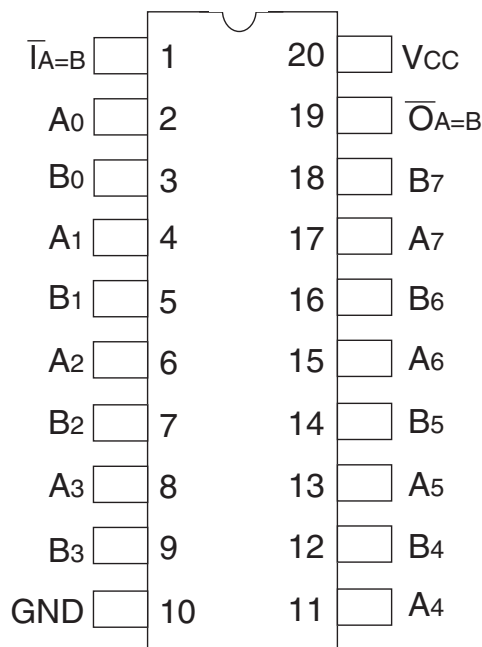 I̅A=B 1 20 VCC
A0 2 19 O̅A=B
B0 3 18 B7
A1 4 17 A7
B1 5 16 B6
A2 6 15 A6
B2 7 14 B5
A3 8 13 A5
B3 9 12 B4
GND 10 11 A4